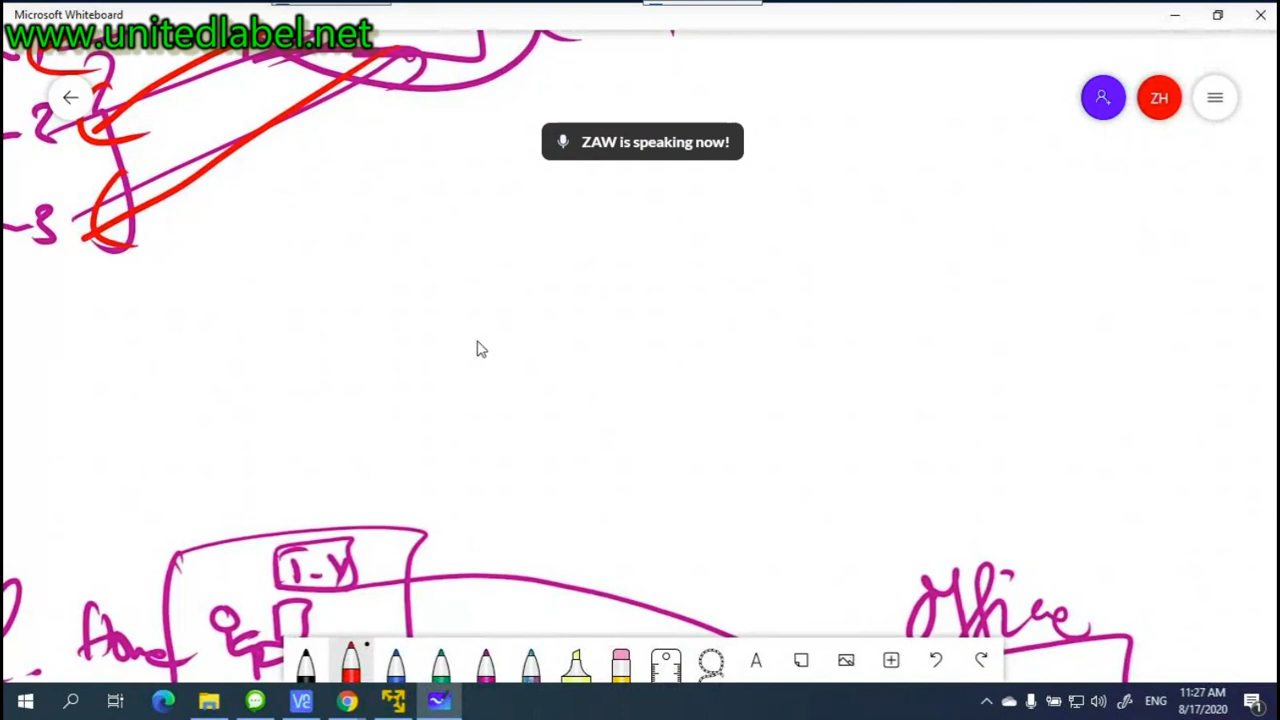 Microsoft Whiteboard
www.unitedlabel.net
ZH
-2
ZAW is speaking now!
-3
Office
Home
A
ENG
11:27 AM
8/17/2020
1